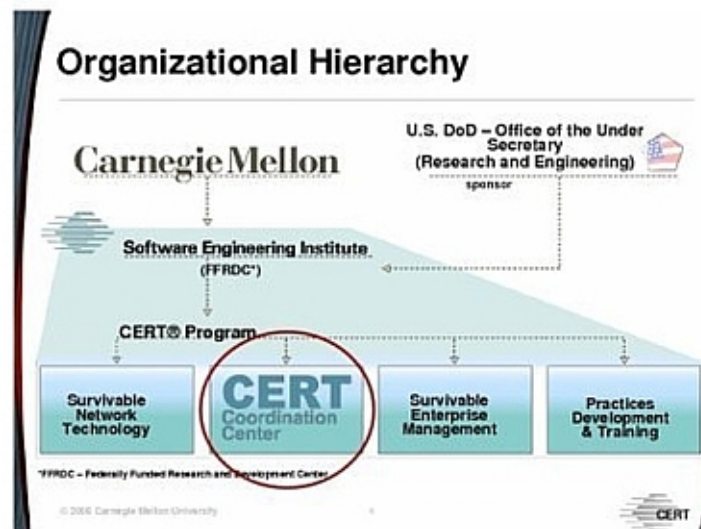 Organizational Hierarchy
Carnegie Mellon
U.S. DoD – Office of the Under
Secretary
(Research and Engineering)
sponsor
Software Engineering Institute
(FFRDC*)
CERT® Program
Survivable
Network
Technology
CERT
Coordination
Center
Survivable
Enterprise
Management
Practices
Development
& Training
*FFRDC – Federally Funded Research and Development Center
© 2006 Carnegie Mellon University
CERT